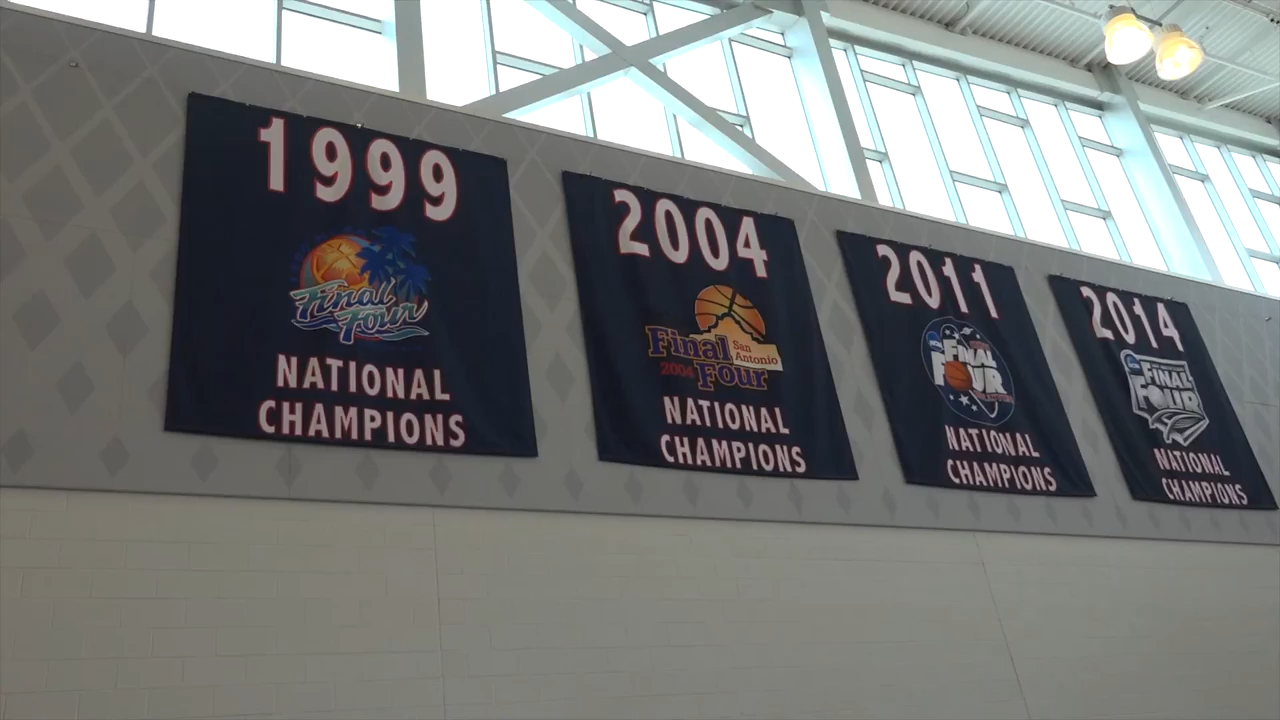 1999
Final
Four
NATIONAL
CHAMPIONS
2004
Final
San
Antonio
2004
Four
NATIONAL
CHAMPIONS
2011
FINAL
FOUR
NATIONAL
CHAMPIONS
2014
FINAL
FOUR
NATIONAL
CHAMPIONS